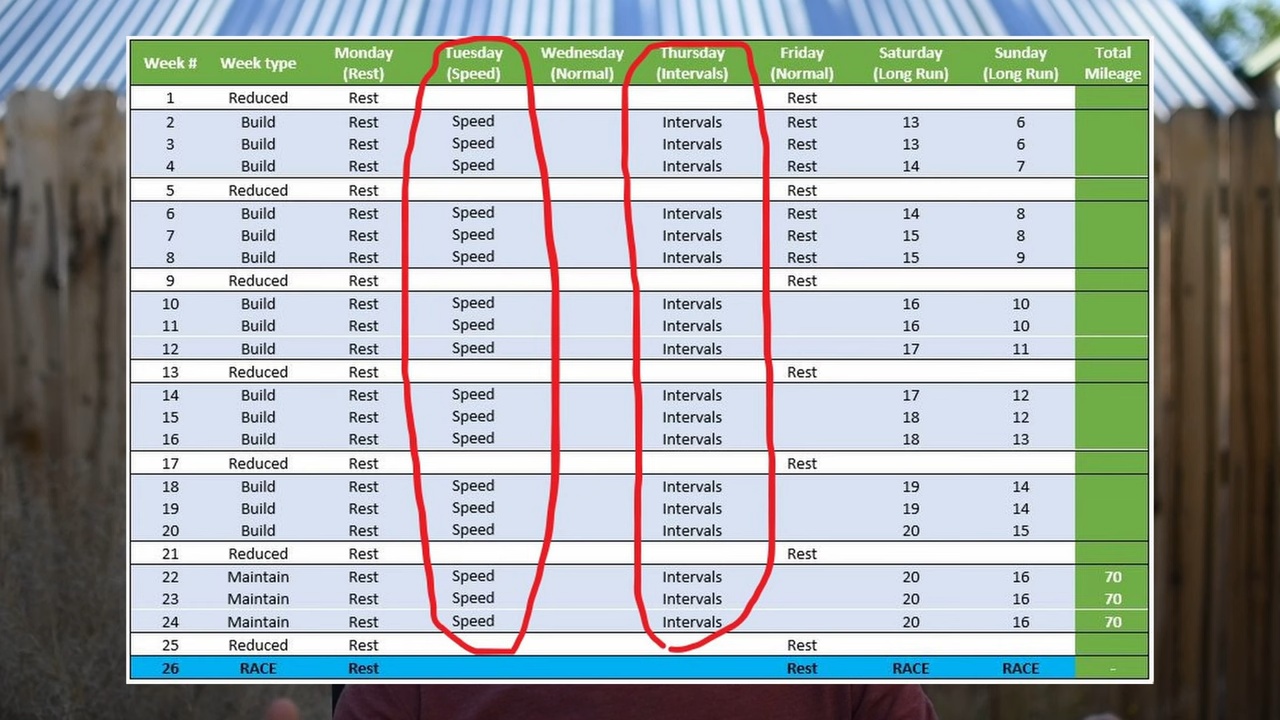 Week # Week type Monday (Rest) Tuesday (Speed) Wednesday (Normal) Thursday (Intervals) Friday (Normal) Saturday (Long Run) Sunday (Long Run) Total Mileage
1 Reduced Rest Rest
2 Build Rest Speed Intervals Rest 13 6
3 Build Rest Speed Intervals Rest 13 6
4 Build Rest Speed Intervals Rest 14 7
5 Reduced Rest Rest
6 Build Rest Speed Intervals Rest 14 8
7 Build Rest Speed Intervals Rest 15 8
8 Build Rest Speed Intervals Rest 15 9
9 Reduced Rest Rest
10 Build Rest Speed Intervals 16 10
11 Build Rest Speed Intervals 16 10
12 Build Rest Speed Intervals 17 11
13 Reduced Rest Rest
14 Build Rest Speed Intervals 17 12
15 Build Rest Speed Intervals 18 12
16 Build Rest Speed Intervals 18 13
17 Reduced Rest Rest
18 Build Rest Speed Intervals 19 14
19 Build Rest Speed Intervals 19 14
20 Build Rest Speed Intervals 20 15
21 Reduced Rest Rest
22 Maintain Rest Speed Intervals 20 16 70
23 Maintain Rest Speed Intervals 20 16 70
24 Maintain Rest Speed Intervals 20 16 70
25 Reduced Rest Rest
26 RACE Rest Rest RACE RACE -